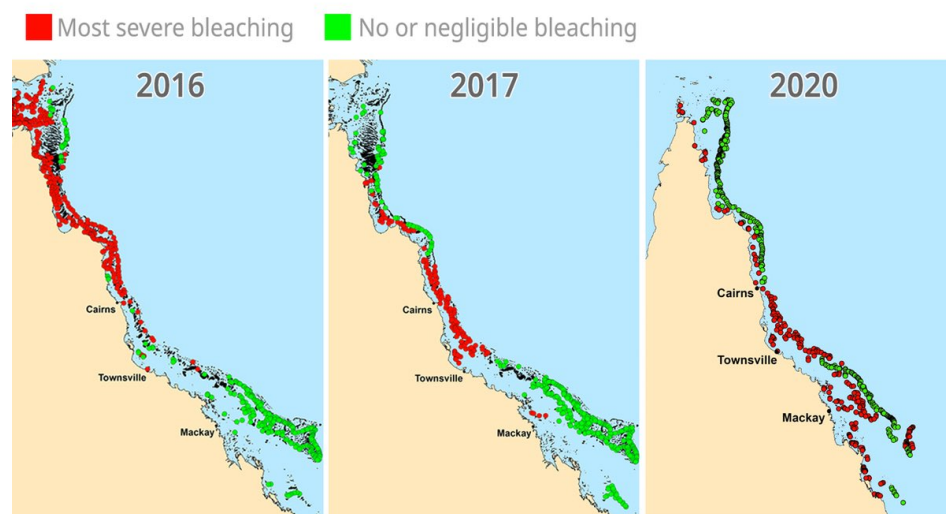 Most severe bleaching
No or negligible bleaching
2016
2017
2020
Cairns
Townsville
Mackay
Cairns
Townsville
Mackay
Cairns
Townsville
Mackay